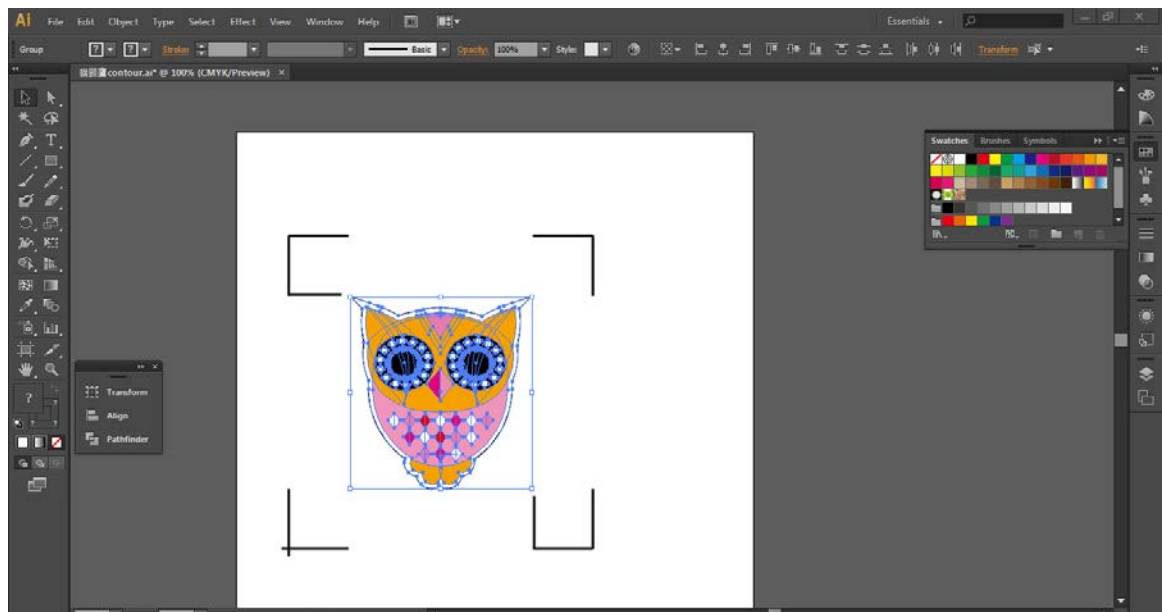 Ai File Edit Object Type Select Effect View Window Help Essentials
Group Stroke: Basic Opacity: 100% Style: Transform
contour.ai* @ 100% (CMYK/Preview) ×
Swatches Brushes Symbols
Transform
Align
Pathfinder